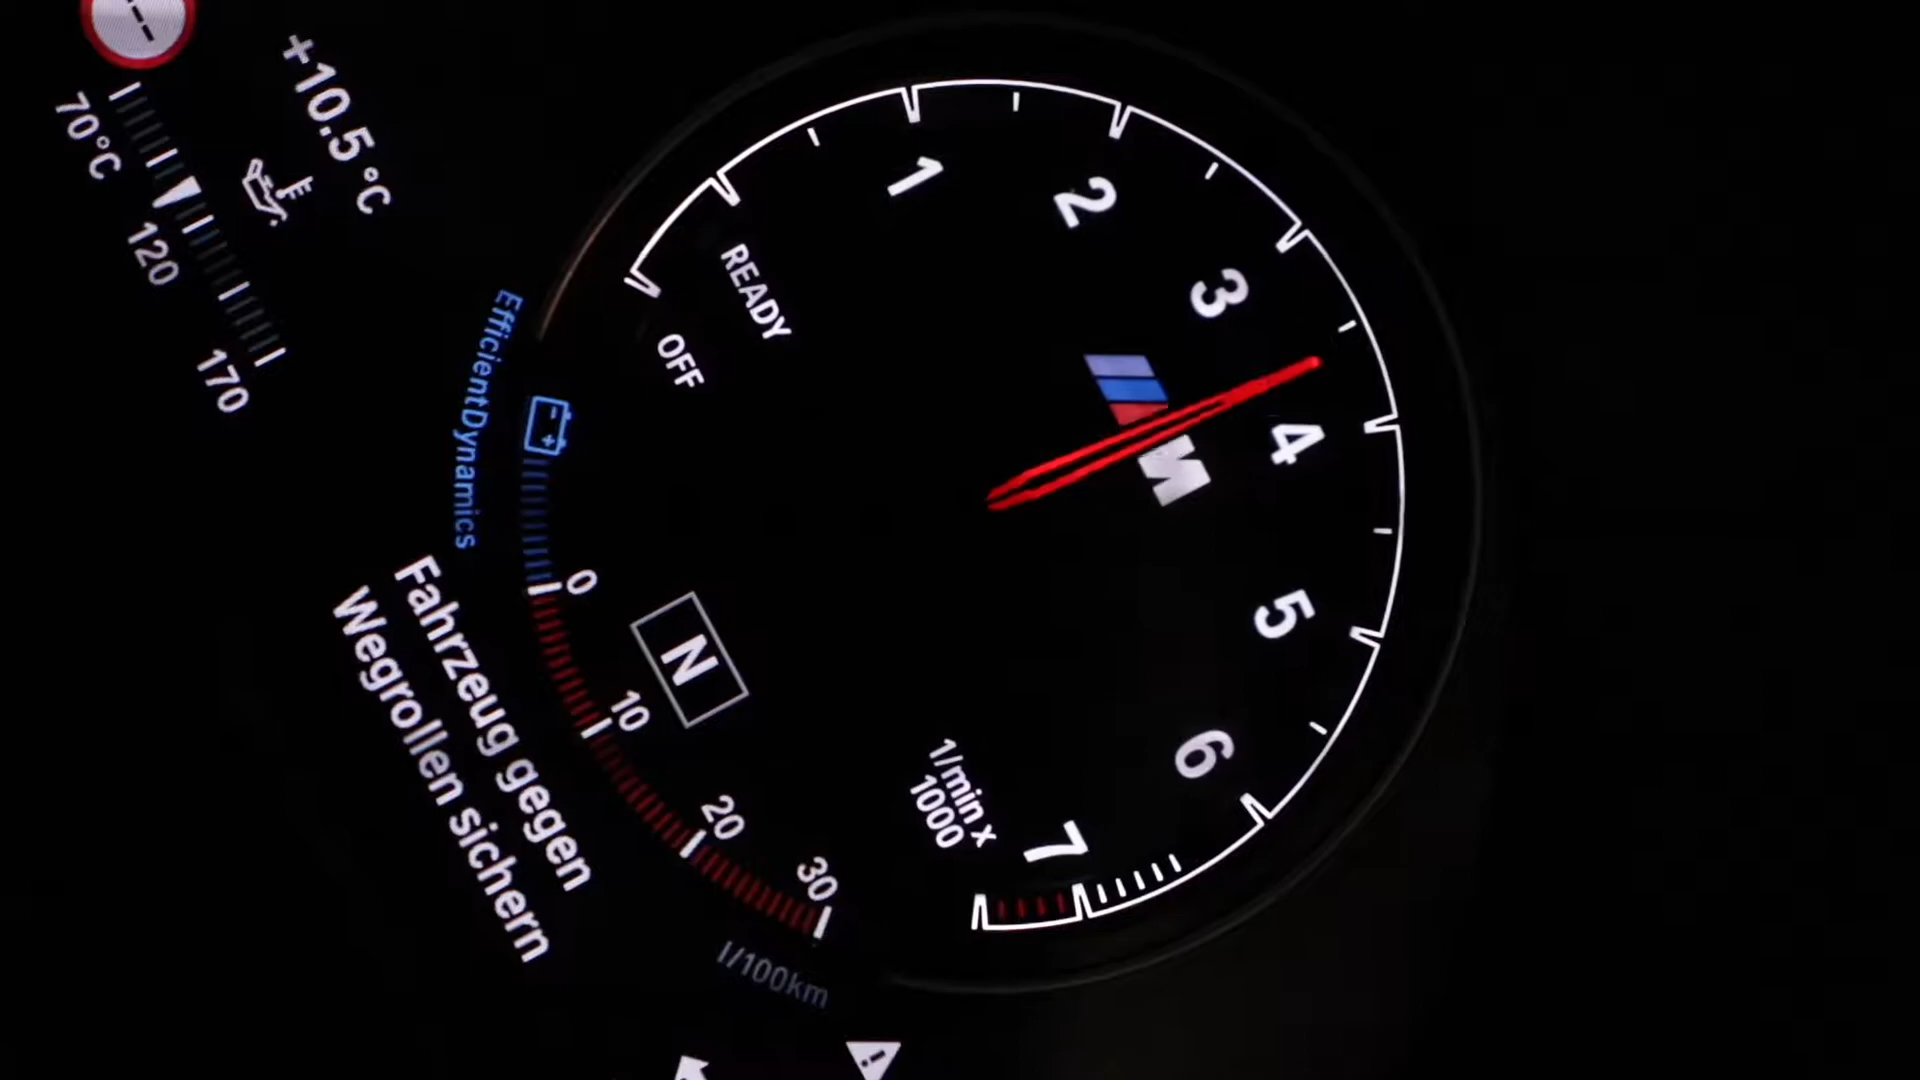 +10.5 °C
70°C
120
170
EfficientDynamics
OFF
READY
1
2
3
4
5
6
7
1/min x
1000
M
N
0
10
20
30
l/100km
Fahrzeug gegen
Wegrollen sichern